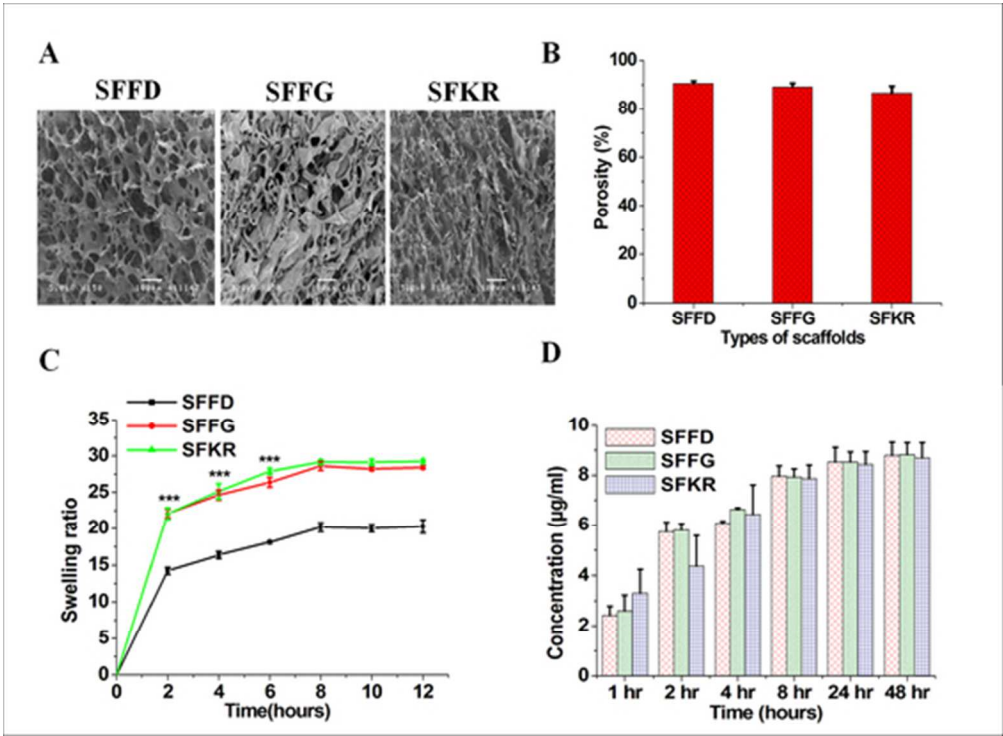 A
SFFD SFFG SFKR
B
100
80
60
40
20
0
Porosity (%)
SFFD SFFG SFKR
Types of scaffolds
C
SFFD
SFFG
SFKR
35
30
25
20
15
10
5
0
Swelling ratio
*** *** ***
0 2 4 6 8 10 12
Time(hours)
D
SFFD
SFFG
SFKR
10
8
6
4
2
0
Concentration (µg/ml)
1 hr 2 hr 4 hr 8 hr 24 hr 48 hr
Time (hours)